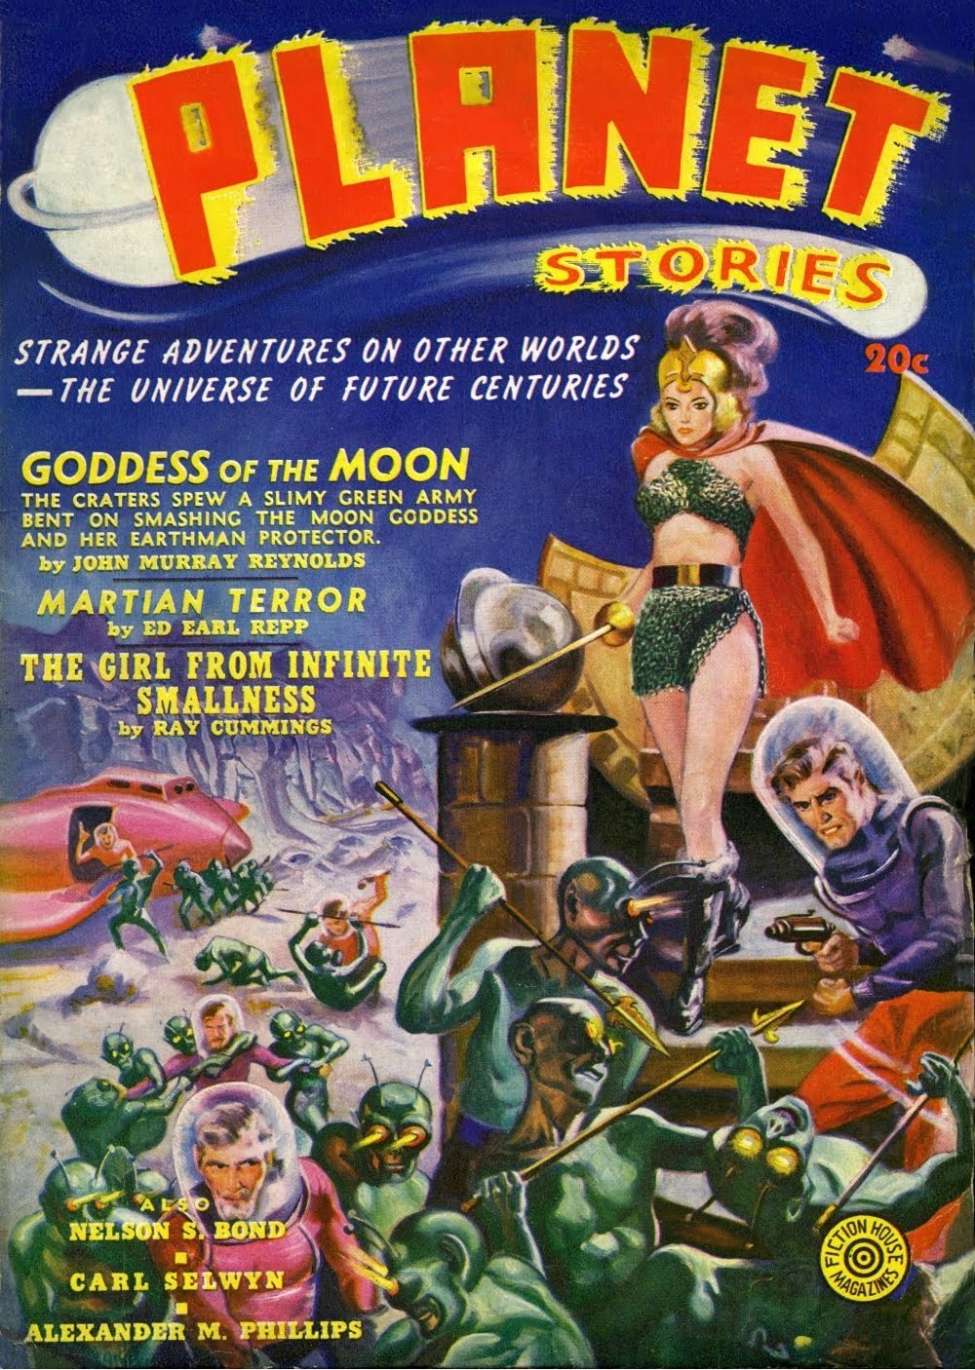 PLANET
STORIES
STRANGE ADVENTURES ON OTHER WORLDS
—THE UNIVERSE OF FUTURE CENTURIES
20c
GODDESS OF THE MOON
THE CRATERS SPEW A SLIMY GREEN ARMY
BENT ON SMASHING THE MOON GODDESS
AND HER EARTHMAN PROTECTOR.
by JOHN MURRAY REYNOLDS
MARTIAN TERROR
by ED EARL REPP
THE GIRL FROM INFINITE
SMALLNESS
by RAY CUMMINGS
ALSO
NELSON S. BOND
CARL SELWYN
ALEXANDER M. PHILLIPS
FICTION HOUSE
MAGAZINES